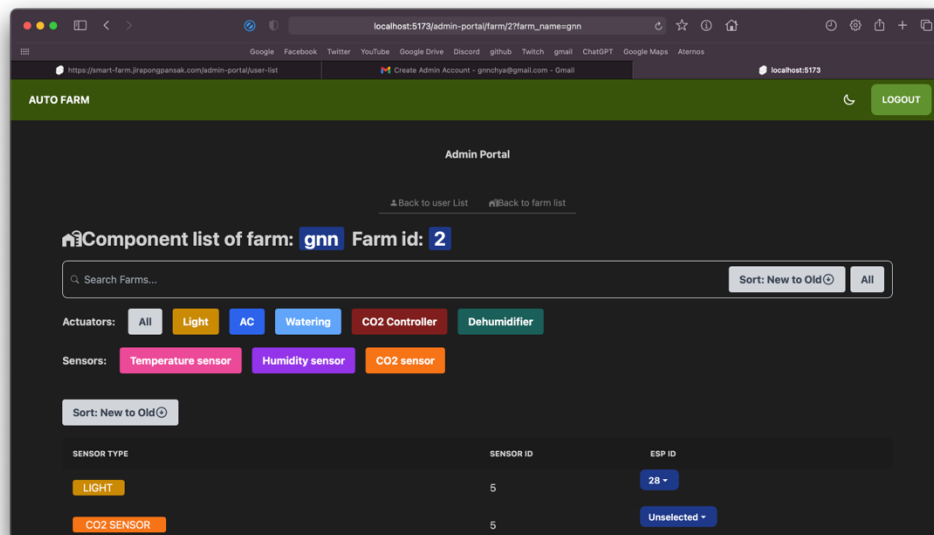 localhost:5173/admin-portal/farm/2?farm_name=gnn
Google Facebook Twitter YouTube Google Drive Discord github Twitch gmail ChatGPT Google Maps Aternos
https://smart-farm.jirapongpansak.com/admin-portal/user-list Create Admin Account - gnnchya@gmail.com - Gmail localhost:5173
AUTO FARM LOGOUT
Admin Portal
Back to user List Back to farm list
Component list of farm: gnn Farm id: 2
Search Farms... Sort: New to Old All
Actuators: All Light AC Watering CO2 Controller Dehumidifier
Sensors: Temperature sensor Humidity sensor CO2 sensor
Sort: New to Old
SENSOR TYPE SENSOR ID ESP ID
LIGHT 5 28
CO2 SENSOR 5 Unselected